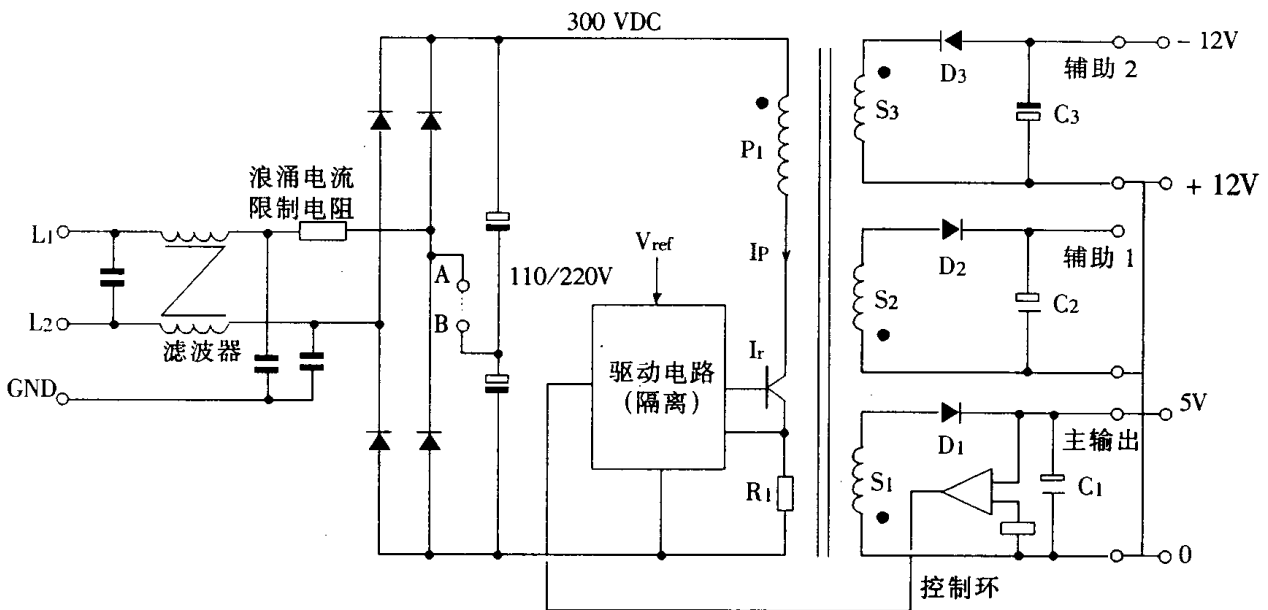 300 VDC
− 12V
D3
辅助 2
S3
C3
P1
浪涌电流
限制电阻
+ 12V
L1
Vref
IP
A
110/220V
D2
辅助 1
S2
C2
B
L2
滤波器
Ir
驱动电路
(隔离)
GND
5V
D1
主输出
R1
S1
C1
0
控制环